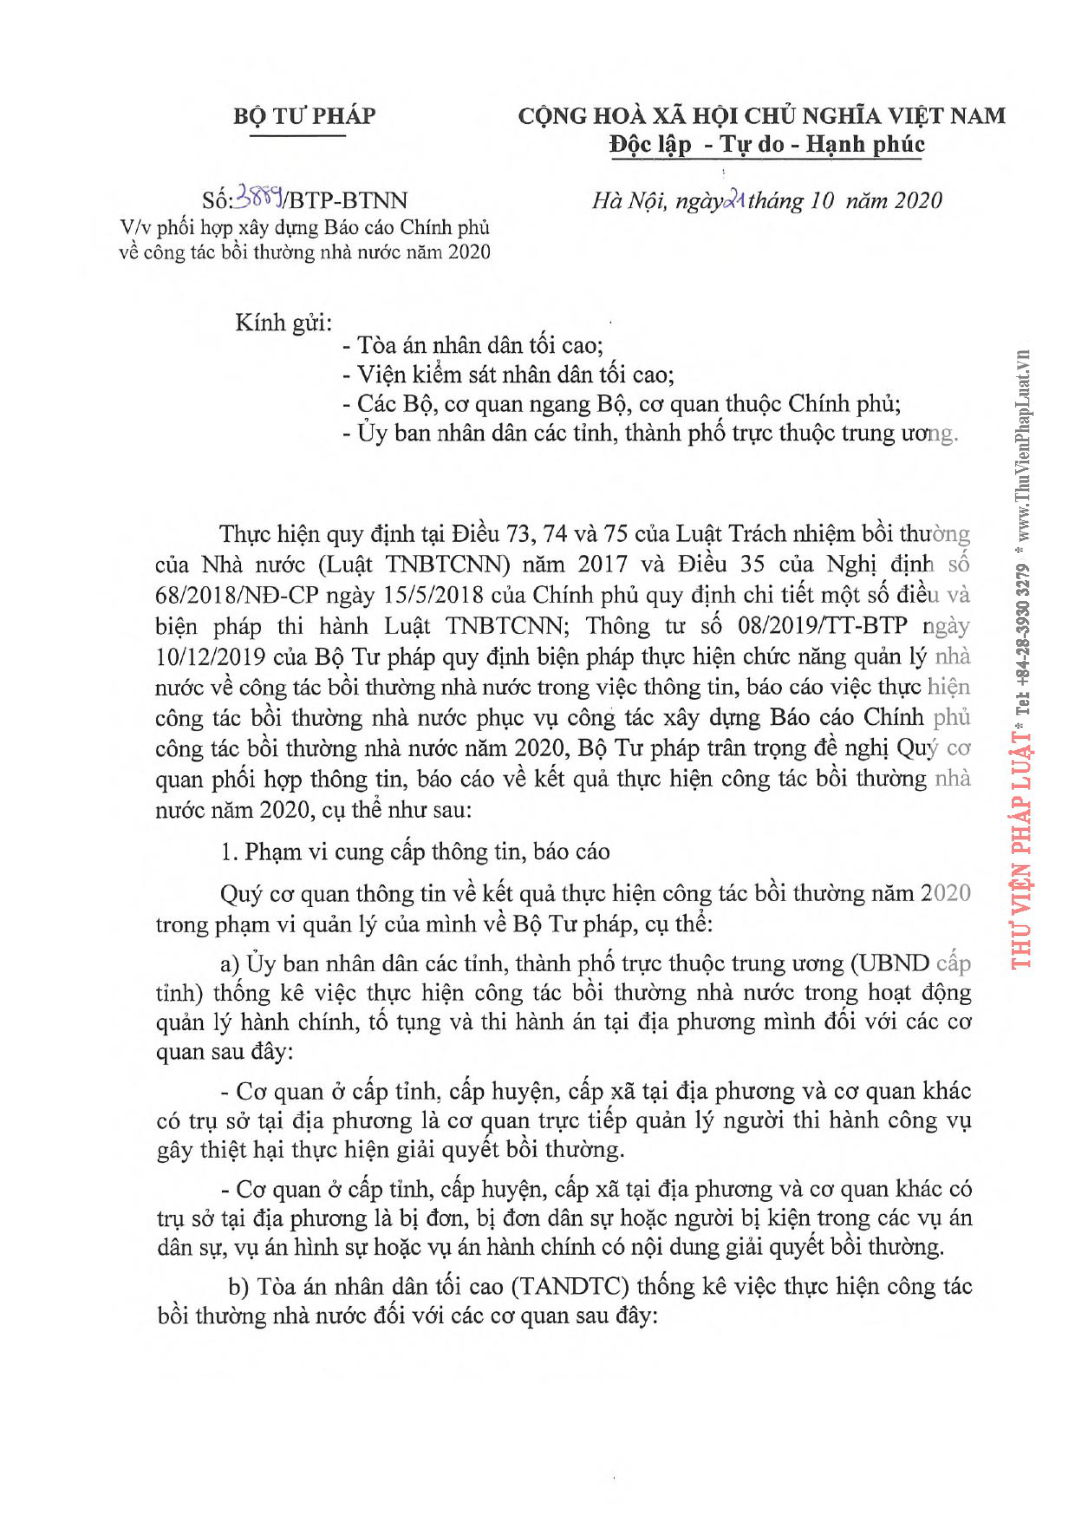 BỘ TƯ PHÁP
CỘNG HOÀ XÃ HỘI CHỦ NGHĨA VIỆT NAM
Độc lập - Tự do - Hạnh phúc
Số:3889/BTP-BTNN
Hà Nội, ngày 21 tháng 10 năm 2020
V/v phối hợp xây dựng Báo cáo Chính phủ
về công tác bồi thường nhà nước năm 2020
Kính gửi:
- Tòa án nhân dân tối cao;
- Viện kiểm sát nhân dân tối cao;
- Các Bộ, cơ quan ngang Bộ, cơ quan thuộc Chính phủ;
- Ủy ban nhân dân các tỉnh, thành phố trực thuộc trung ương.
Thực hiện quy định tại Điều 73, 74 và 75 của Luật Trách nhiệm bồi thường
của Nhà nước (Luật TNBTCNN) năm 2017 và Điều 35 của Nghị định số
68/2018/NĐ-CP ngày 15/5/2018 của Chính phủ quy định chi tiết một số điều và
biện pháp thi hành Luật TNBTCNN; Thông tư số 08/2019/TT-BTP ngày
10/12/2019 của Bộ Tư pháp quy định biện pháp thực hiện chức năng quản lý nhà
nước về công tác bồi thường nhà nước trong việc thông tin, báo cáo việc thực hiện
công tác bồi thường nhà nước phục vụ công tác xây dựng Báo cáo Chính phủ
công tác bồi thường nhà nước năm 2020, Bộ Tư pháp trân trọng đề nghị Quý cơ
quan phối hợp thông tin, báo cáo về kết quả thực hiện công tác bồi thường nhà
nước năm 2020, cụ thể như sau:
1. Phạm vi cung cấp thông tin, báo cáo
Quý cơ quan thông tin về kết quả thực hiện công tác bồi thường năm 2020
trong phạm vi quản lý của mình về Bộ Tư pháp, cụ thể:
a) Ủy ban nhân dân các tỉnh, thành phố trực thuộc trung ương (UBND cấp
tỉnh) thống kê việc thực hiện công tác bồi thường nhà nước trong hoạt động
quản lý hành chính, tố tụng và thi hành án tại địa phương mình đối với các cơ
quan sau đây:
- Cơ quan ở cấp tỉnh, cấp huyện, cấp xã tại địa phương và cơ quan khác
có trụ sở tại địa phương là cơ quan trực tiếp quản lý người thi hành công vụ
gây thiệt hại thực hiện giải quyết bồi thường.
- Cơ quan ở cấp tỉnh, cấp huyện, cấp xã tại địa phương và cơ quan khác có
trụ sở tại địa phương là bị đơn, bị đơn dân sự hoặc người bị kiện trong các vụ án
dân sự, vụ án hình sự hoặc vụ án hành chính có nội dung giải quyết bồi thường.
b) Tòa án nhân dân tối cao (TANDTC) thống kê việc thực hiện công tác
bồi thường nhà nước đối với các cơ quan sau đây:
THƯ VIỆN PHÁP LUẬT * Tel: +84-28-3930 3279 * www.ThuVienPhapLuat.vn